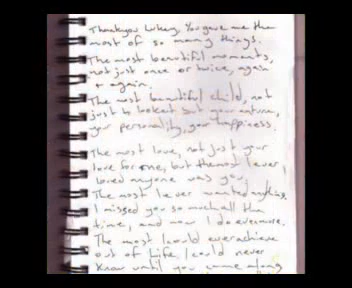 Thankyou Lukey. You gave me the
most of so many things.
The most beautiful moments,
not just once or twice, again
& again.
The most beautiful child, not
just to look at but your nature,
your personality, your happiness.
The most love, not just your
love for me, but the most I ever
loved anyone was you.
The most I ever wanted anything.
I missed you so much all the
time, and now I do evermore.
The most I could ever achieve
out of life. I could never
know until you came along